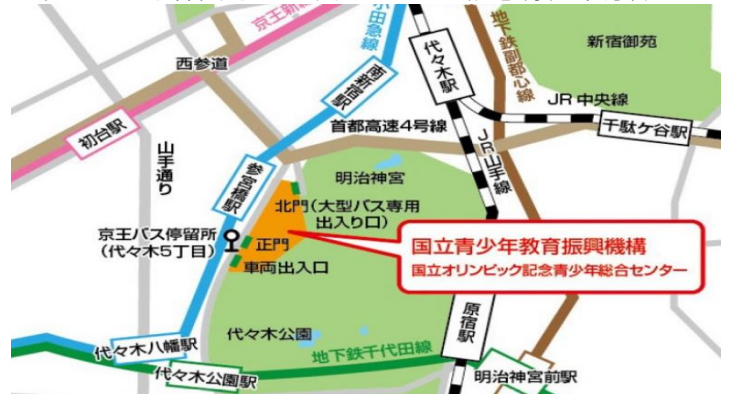 京王新線
小田急線
地下鉄副都心線
新宿御苑
西参道
南新宿駅
代々木駅
JR中央線
初台駅
首都高速4号線
千駄ケ谷駅
山手通り
JR山手線
参宮橋駅
明治神宮
北門(大型バス専用
出入り口)
京王バス停留所
(代々木5丁目)
正門
車両出入口
国立青少年教育振興機構
国立オリンピック記念青少年総合センター
原宿駅
代々木公園
代々木八幡駅
地下鉄千代田線
代々木公園駅
明治神宮前駅